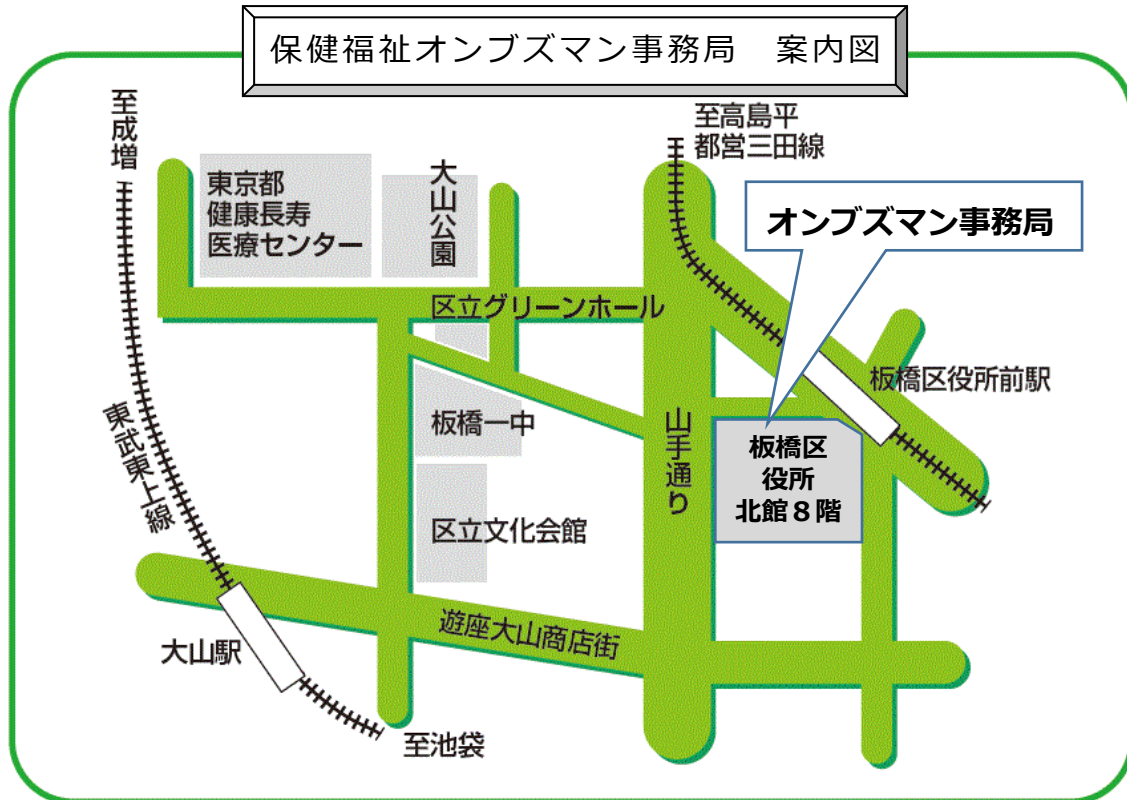 保健福祉オンブズマン事務局　案内図
至成増
至高島平
都営三田線
東京都
健康長寿
医療センター
大山公園
オンブズマン事務局
区立グリーンホール
板橋区役所前駅
東武東上線
板橋一中
山手通り
板橋区
役所
北館８階
区立文化会館
遊座大山商店街
大山駅
至池袋